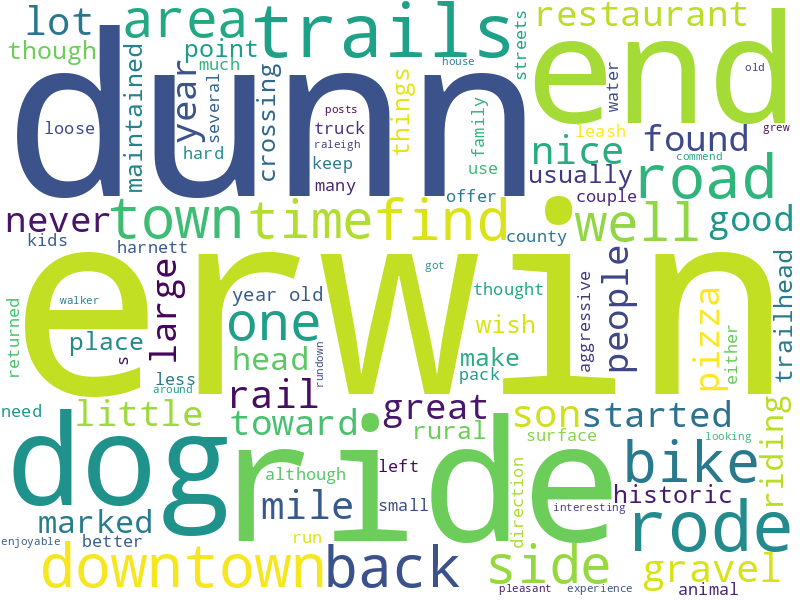 lot
area
trails
restaurant
end
though
point
much
maintained
year
several
crossing
things
house
streets
water
old
dunn
loose
hard
posts
truck
raleigh
keep
many
family
use
leash
grew
nice
found
commend
usually
road
couple
offer
never
town
time
find
well
good
kids
harnett
county
erwin
large
walker
year old
got
thought
aggressive
people
pizza
either
trailhead
returned
place
s
one
head
wish
make
pack
rundown
less
around
rail
great
need
little
toward
rural
son
started
riding
dog
ride
surface
looking
bike
although
left
direction
marked
mile
small
historic
interesting
rode
enjoyable
better
run
downtown
back
side
gravel
pleasant
experience
animal